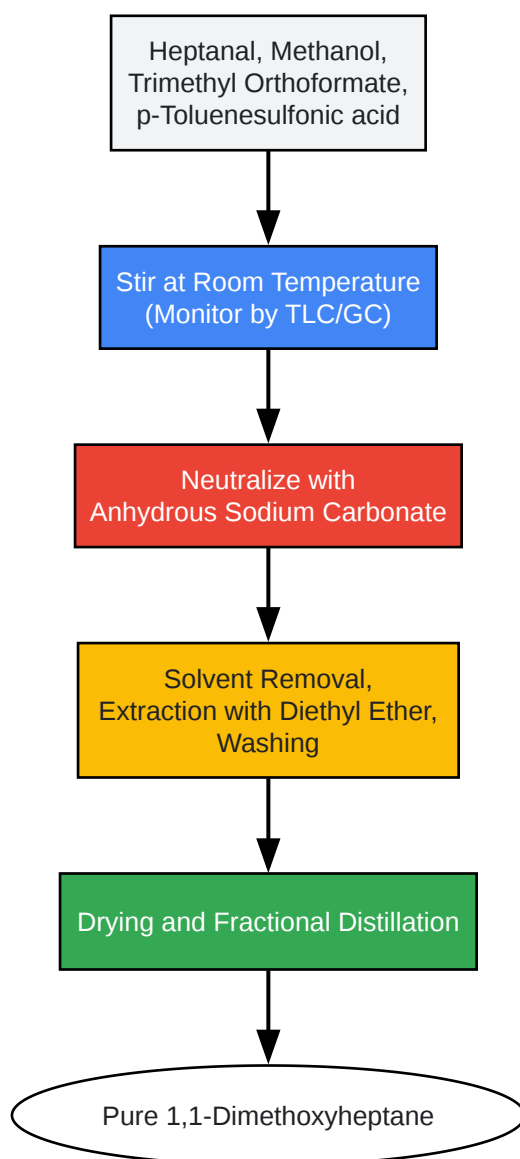 Heptanal, Methanol,
Trimethyl Orthoformate,
p-Toluenesulfonic acid
Stir at Room Temperature
(Monitor by TLC/GC)
Neutralize with
Anhydrous Sodium Carbonate
Solvent Removal,
Extraction with Diethyl Ether,
Washing
Drying and Fractional Distillation
Pure 1,1-Dimethoxyheptane